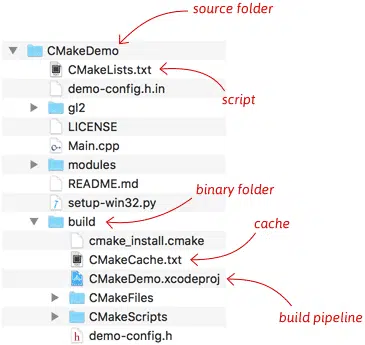 source folder
CMakeDemo
CMakeLists.txt
script
demo-config.h.in
gl2
LICENSE
Main.cpp
modules
README.md
binary folder
setup-win32.py
build
cmake_install.cmake
cache
CMakeCache.txt
CMakeDemo.xcodeproj
CMakeFiles
build pipeline
CMakeScripts
demo-config.h